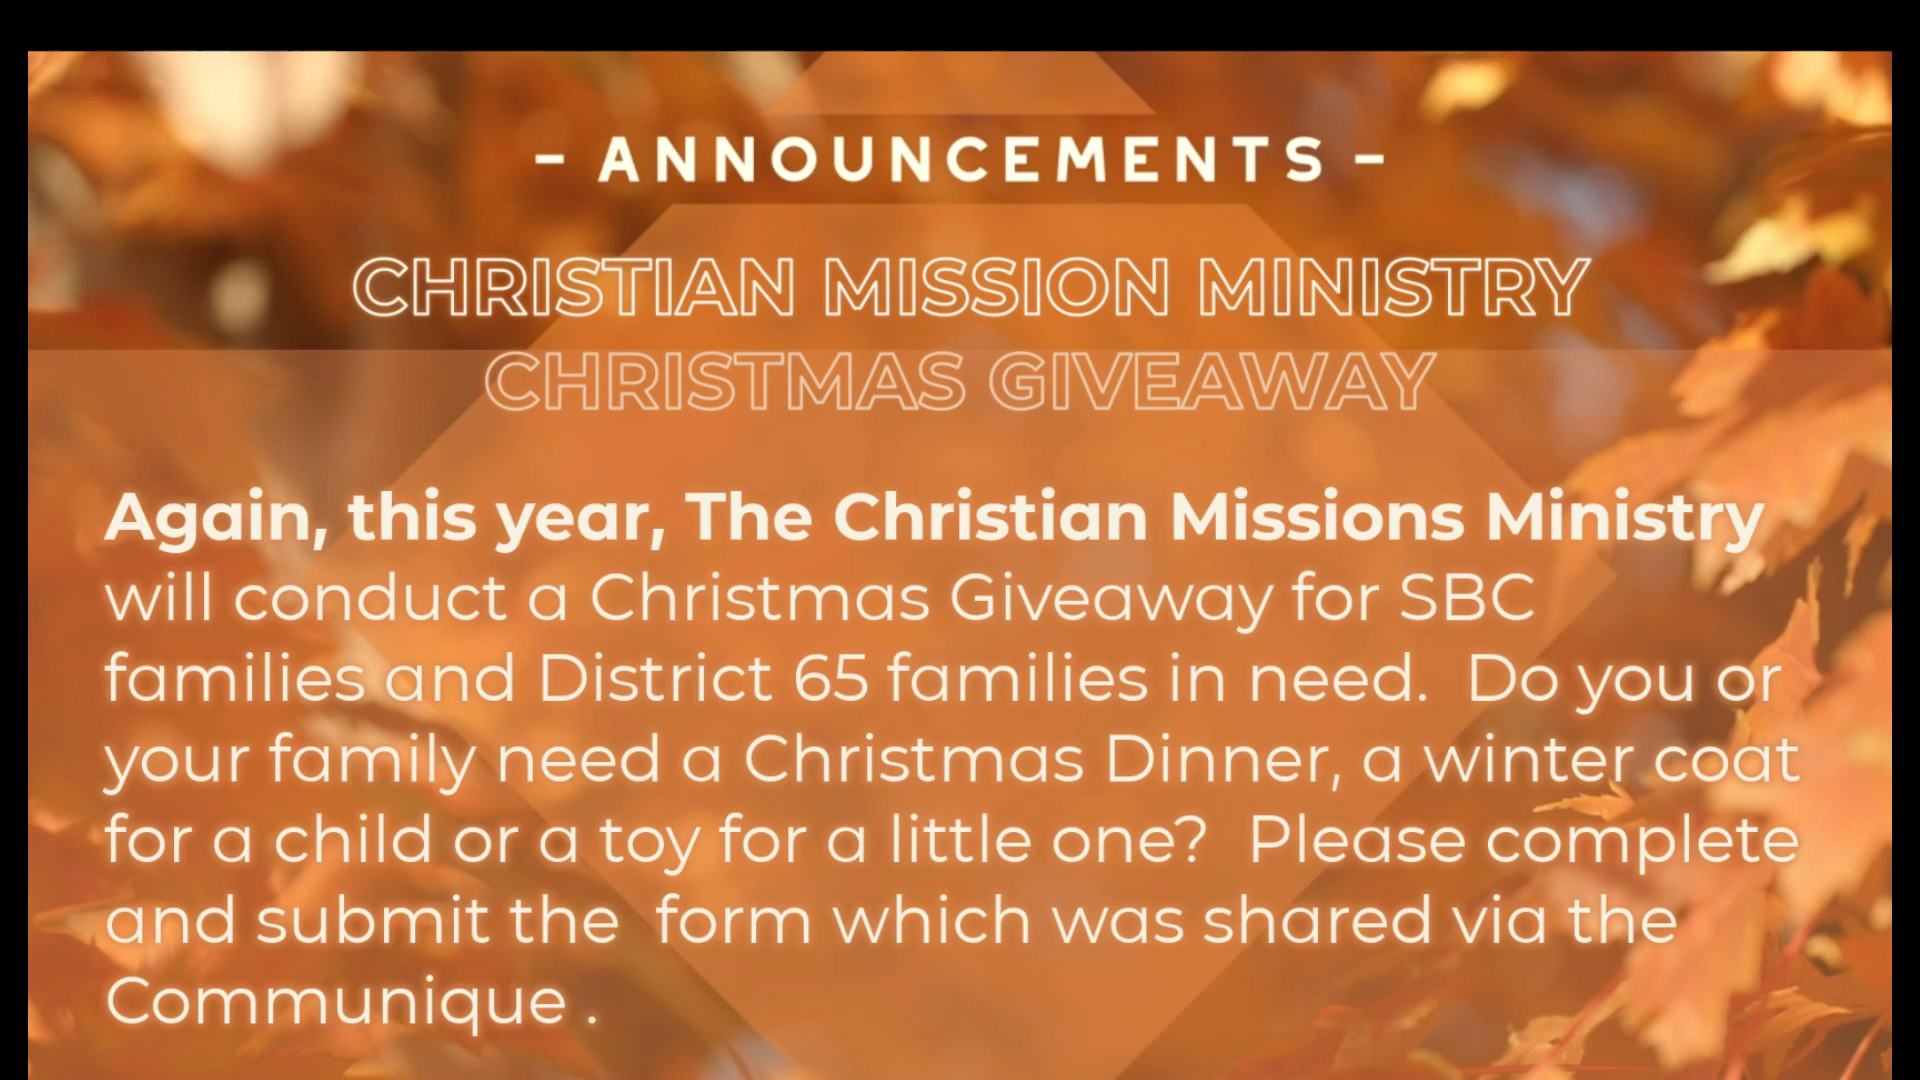 - ANNOUNCEMENTS -
CHRISTIAN MISSION MINISTRY
CHRISTMAS GIVEAWAY
Again, this year, The Christian Missions Ministry
will conduct a Christmas Giveaway for SBC
families and District 65 families in need.  Do you or
your family need a Christmas Dinner, a winter coat
for a child or a toy for a little one?  Please complete
and submit the  form which was shared via the
Communique .